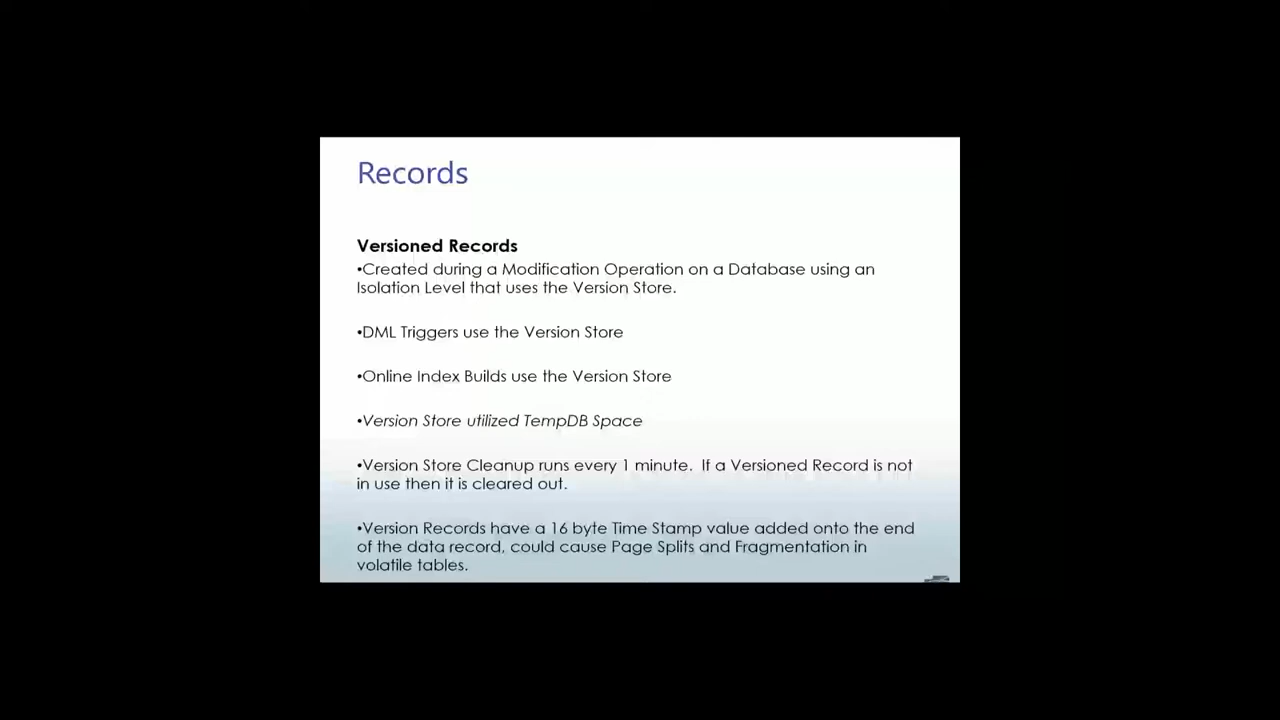 Records
Versioned Records
•Created during a Modification Operation on a Database using an
Isolation Level that uses the Version Store.
•DML Triggers use the Version Store
•Online Index Builds use the Version Store
•Version Store utilized TempDB Space
•Version Store Cleanup runs every 1 minute.  If a Versioned Record is not
in use then it is cleared out.
•Version Records have a 16 byte Time Stamp value added onto the end
of the data record, could cause Page Splits and Fragmentation in
volatile tables.